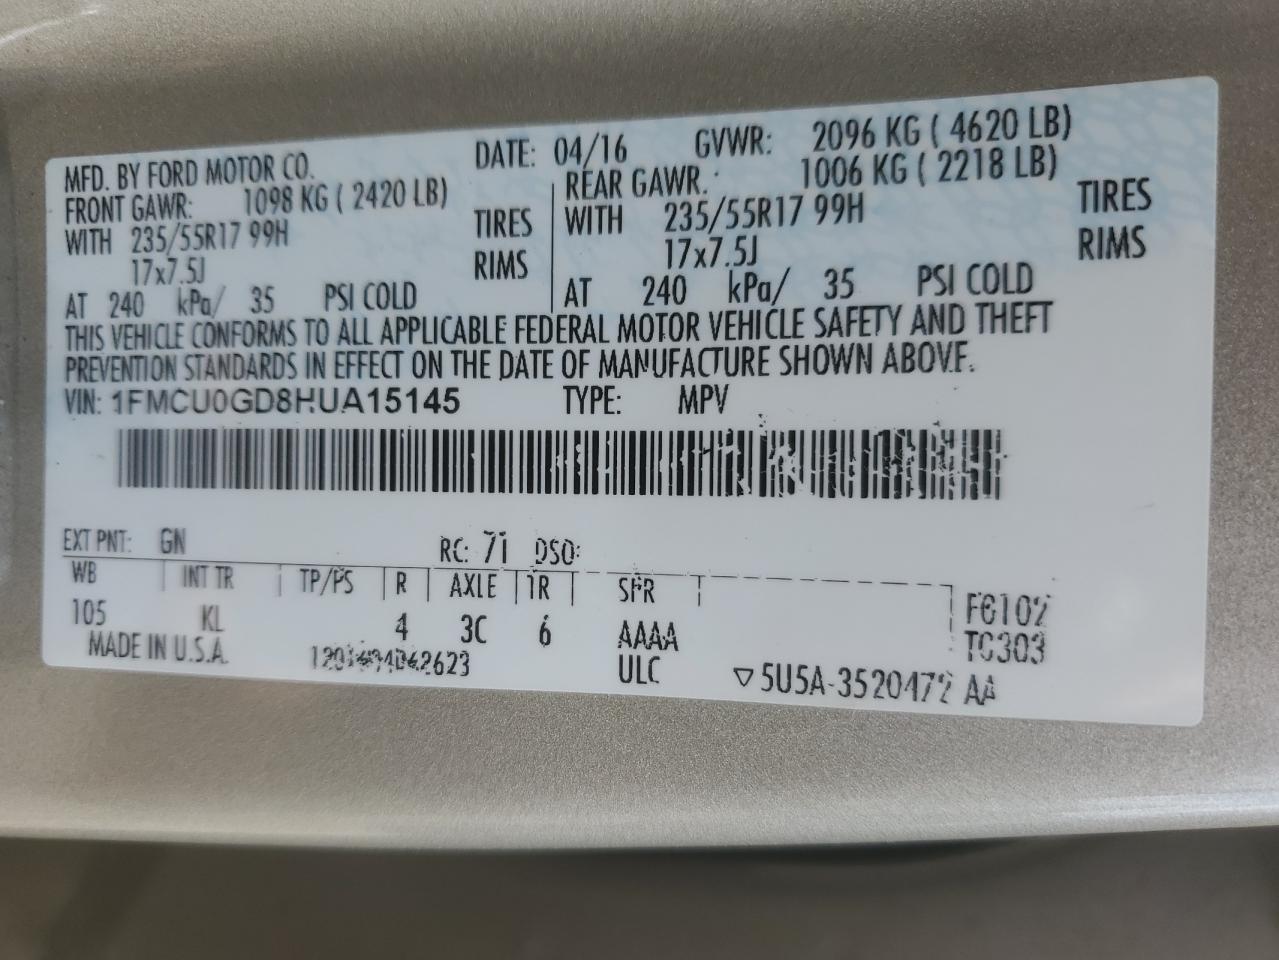 MFD. BY FORD MOTOR CO. DATE: 04/16 GVWR: 2096 KG ( 4620 LB)
FRONT GAWR: 1098 KG ( 2420 LB) REAR GAWR.: 1006 KG ( 2218 LB)
WITH 235/55R17 99H TIRES WITH 235/55R17 99H TIRES
17x7.5J RIMS 17x7.5J RIMS
AT 240 kPa/ 35 PSI COLD AT 240 kPa/ 35 PSI COLD
THIS VEHICLE CONFORMS TO ALL APPLICABLE FEDERAL MOTOR VEHICLE SAFETY AND THEFT
PREVENTION STANDARDS IN EFFECT ON THE DATE OF MANUFACTURE SHOWN ABOVE.
VIN: 1FMCU0GD8HUA15145 TYPE: MPV
EXT PNT: GN RC: 71 DSO:
WB INT TR TP/PS R AXLE TR SPR
105 KL 4 3C 6 AAAA
TC303
MADE IN U.S.A. ULC
AA